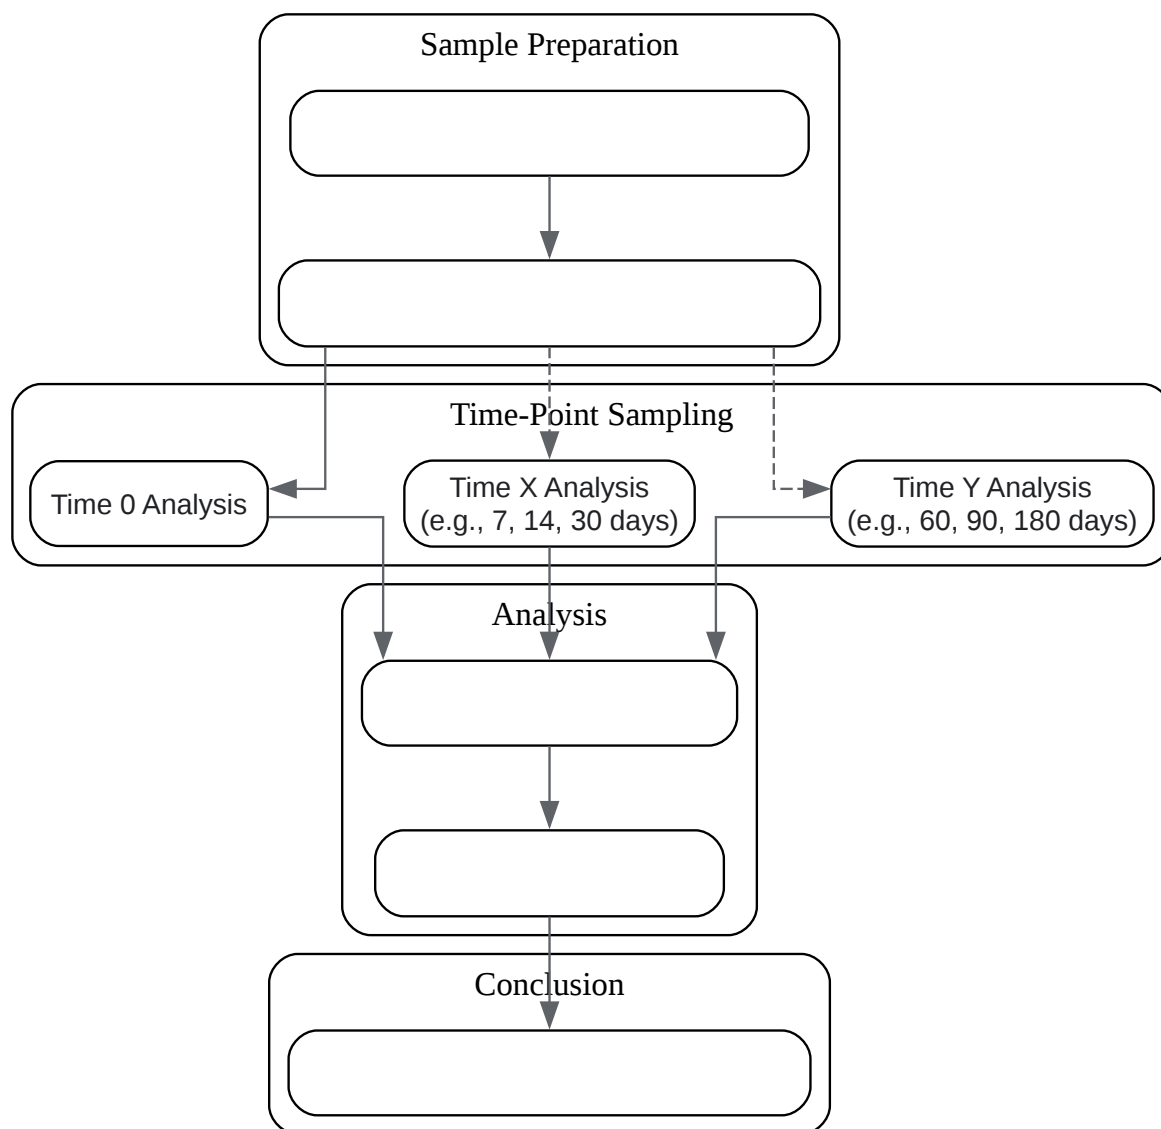 Sample Preparation
Time-Point Sampling
Time 0 Analysis
Time X Analysis
(e.g., 7, 14, 30 days)
Time Y Analysis
(e.g., 60, 90, 180 days)
Analysis
Conclusion